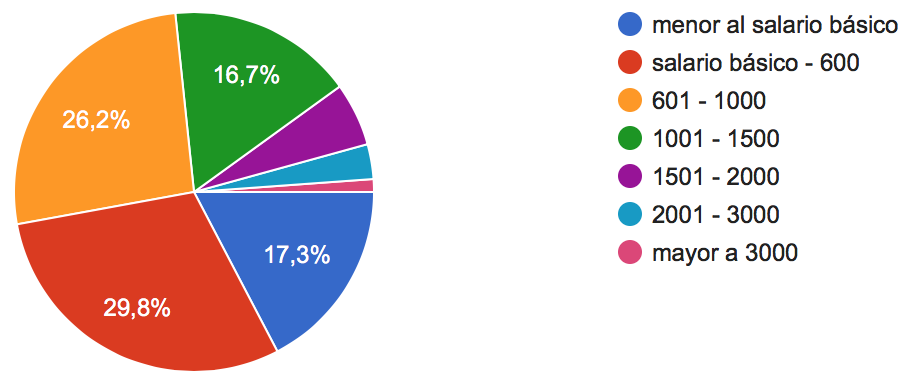 16,7%
26,2%
17,3%
29,8%
menor al salario básico
salario básico - 600
601 - 1000
1001 - 1500
1501 - 2000
2001 - 3000
mayor a 3000